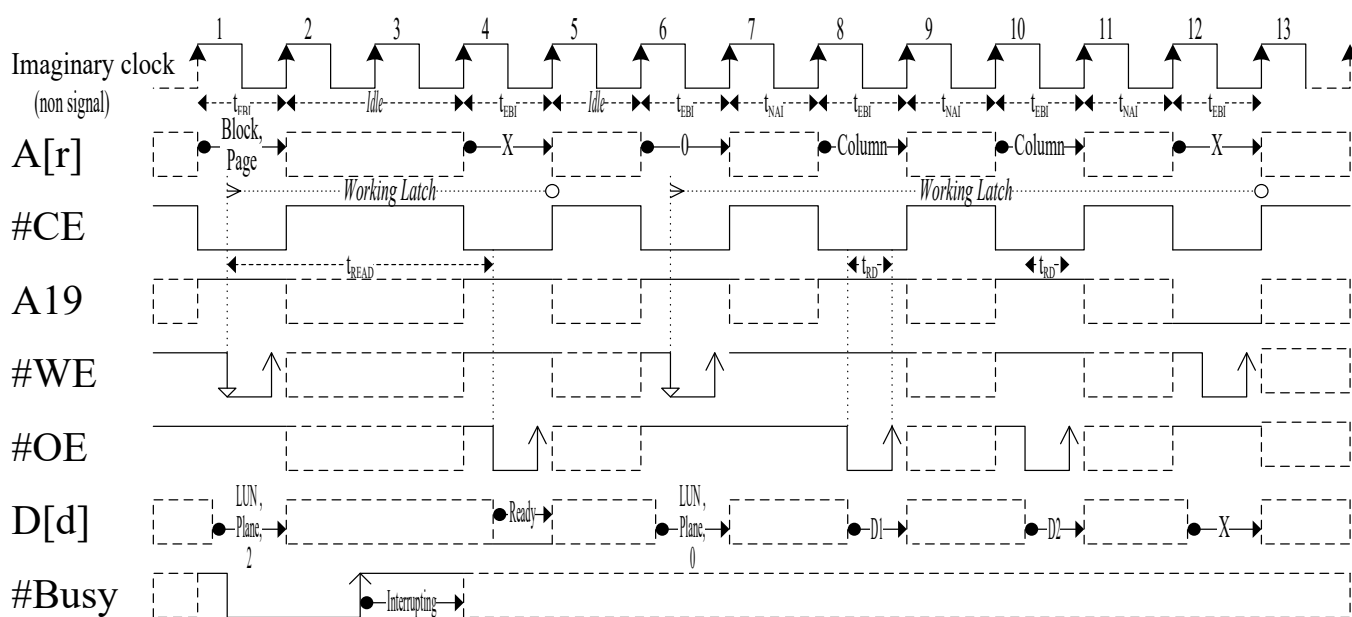 1 2 3 4 5 6 7 8 9 10 11 12 13
Imaginary clock
(non signal)
tEBI Idle tEBI Idle tEBI tNAI tEBI tNAI tEBI tNAI tEBI
A[r]
Block,
Page
X 0 Column Column X
Working Latch Working Latch
#CE
tREAD tRD tRD
A19
#WE
#OE
D[d]
LUN,
Plane,
2
Ready
LUN,
Plane,
0
D1 D2 X
#Busy
Interrupting